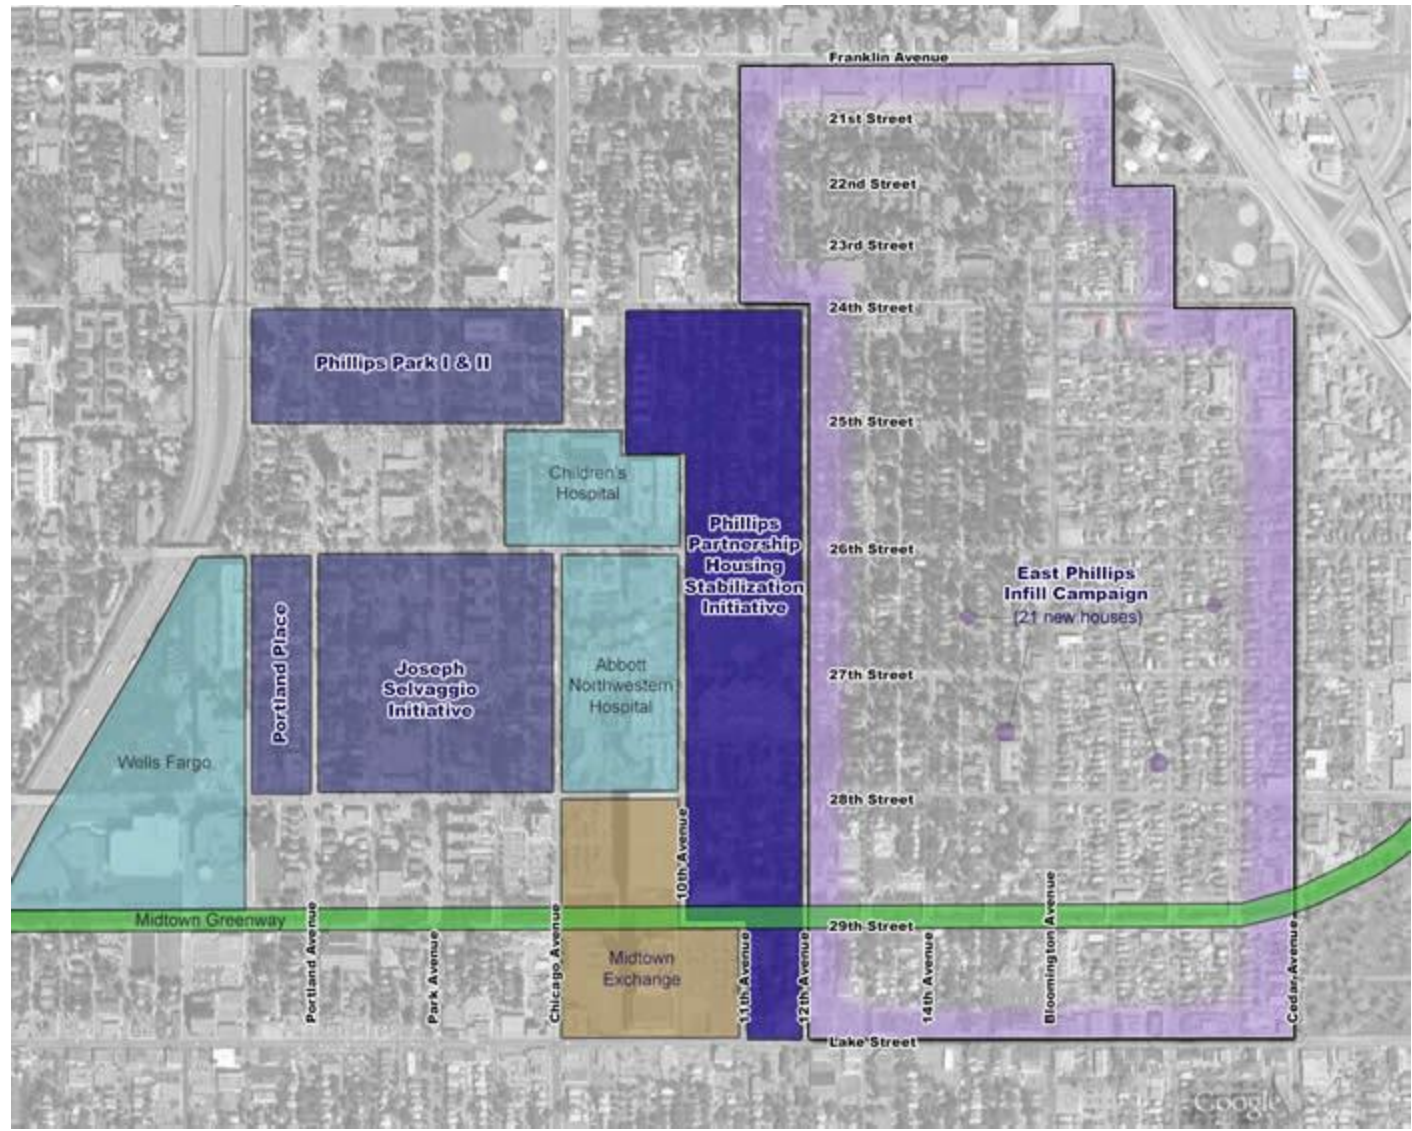 Franklin Avenue
21st Street
22nd Street
23rd Street
24th Street
Phillips Park I & II
25th Street
Children's
Hospital
Phillips
Partnership
Housing
Stabilization
Initiative
26th Street
East Phillips
Infill Campaign
(21 new houses)
Portland Place
Joseph
Selvaggio
Initiative
Abbott
Northwestern
Hospital
27th Street
Wells Fargo
28th Street
10th Avenue
Midtown Greenway
29th Street
Portland Avenue
Park Avenue
Chicago Avenue
Midtown
Exchange
11th Avenue
12th Avenue
14th Avenue
Bloomington Avenue
Cedar Avenue
Lake Street
Google